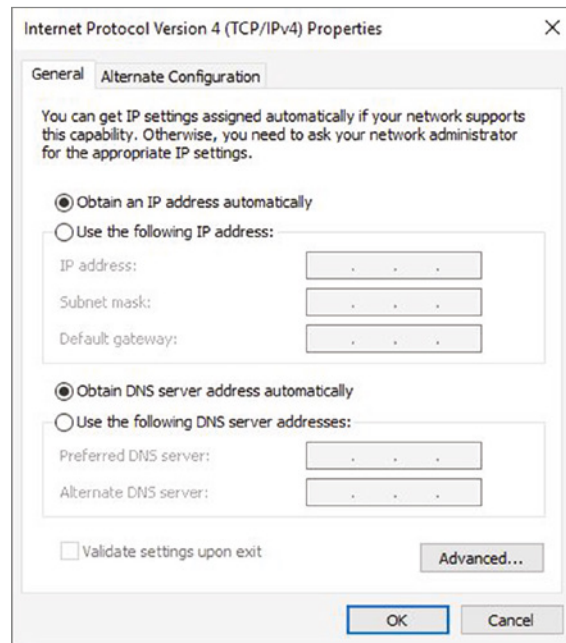 Internet Protocol Version 4 (TCP/IPv4) Properties
General
Alternate Configuration
You can get IP settings assigned automatically if your network supports
this capability. Otherwise, you need to ask your network administrator
for the appropriate IP settings.
Obtain an IP address automatically
Use the following IP address:
IP address:
Subnet mask:
Default gateway:
Obtain DNS server address automatically
Use the following DNS server addresses:
Preferred DNS server:
Alternate DNS server:
Validate settings upon exit
Advanced...
OK
Cancel